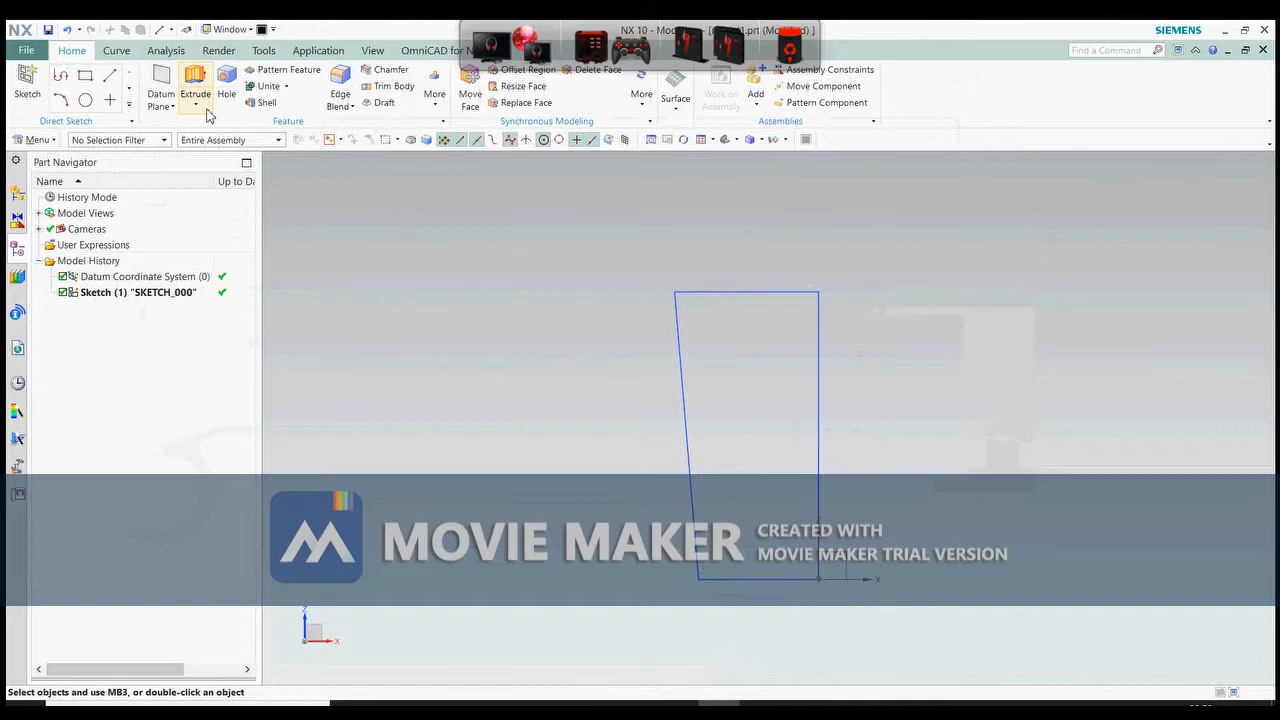 NX Window NX 10 - Mode (Modified) ] SIEMENS
File Home Curve Analysis Render Tools Application View OmniCAD for N Find a Command
Sketch Datum Plane Extrude Hole Pattern Feature Unite Shell Edge Blend Chamfer Trim Body Draft More Move Face Offset Region Resize Face Replace Face Delete Face More Surface Work on Assembly Add Assembly Constraints Move Component Pattern Component
Direct Sketch Feature Synchronous Modeling Assemblies
Menu No Selection Filter Entire Assembly
Part Navigator
Name Up to Da
History Mode
Model Views
Cameras
User Expressions
Model History
Datum Coordinate System (0)
Sketch (1) "SKETCH_000"
MOVIE MAKER
CREATED WITH
MOVIE MAKER TRIAL VERSION
X
Z
X
Select objects and use MB3, or double-click an object